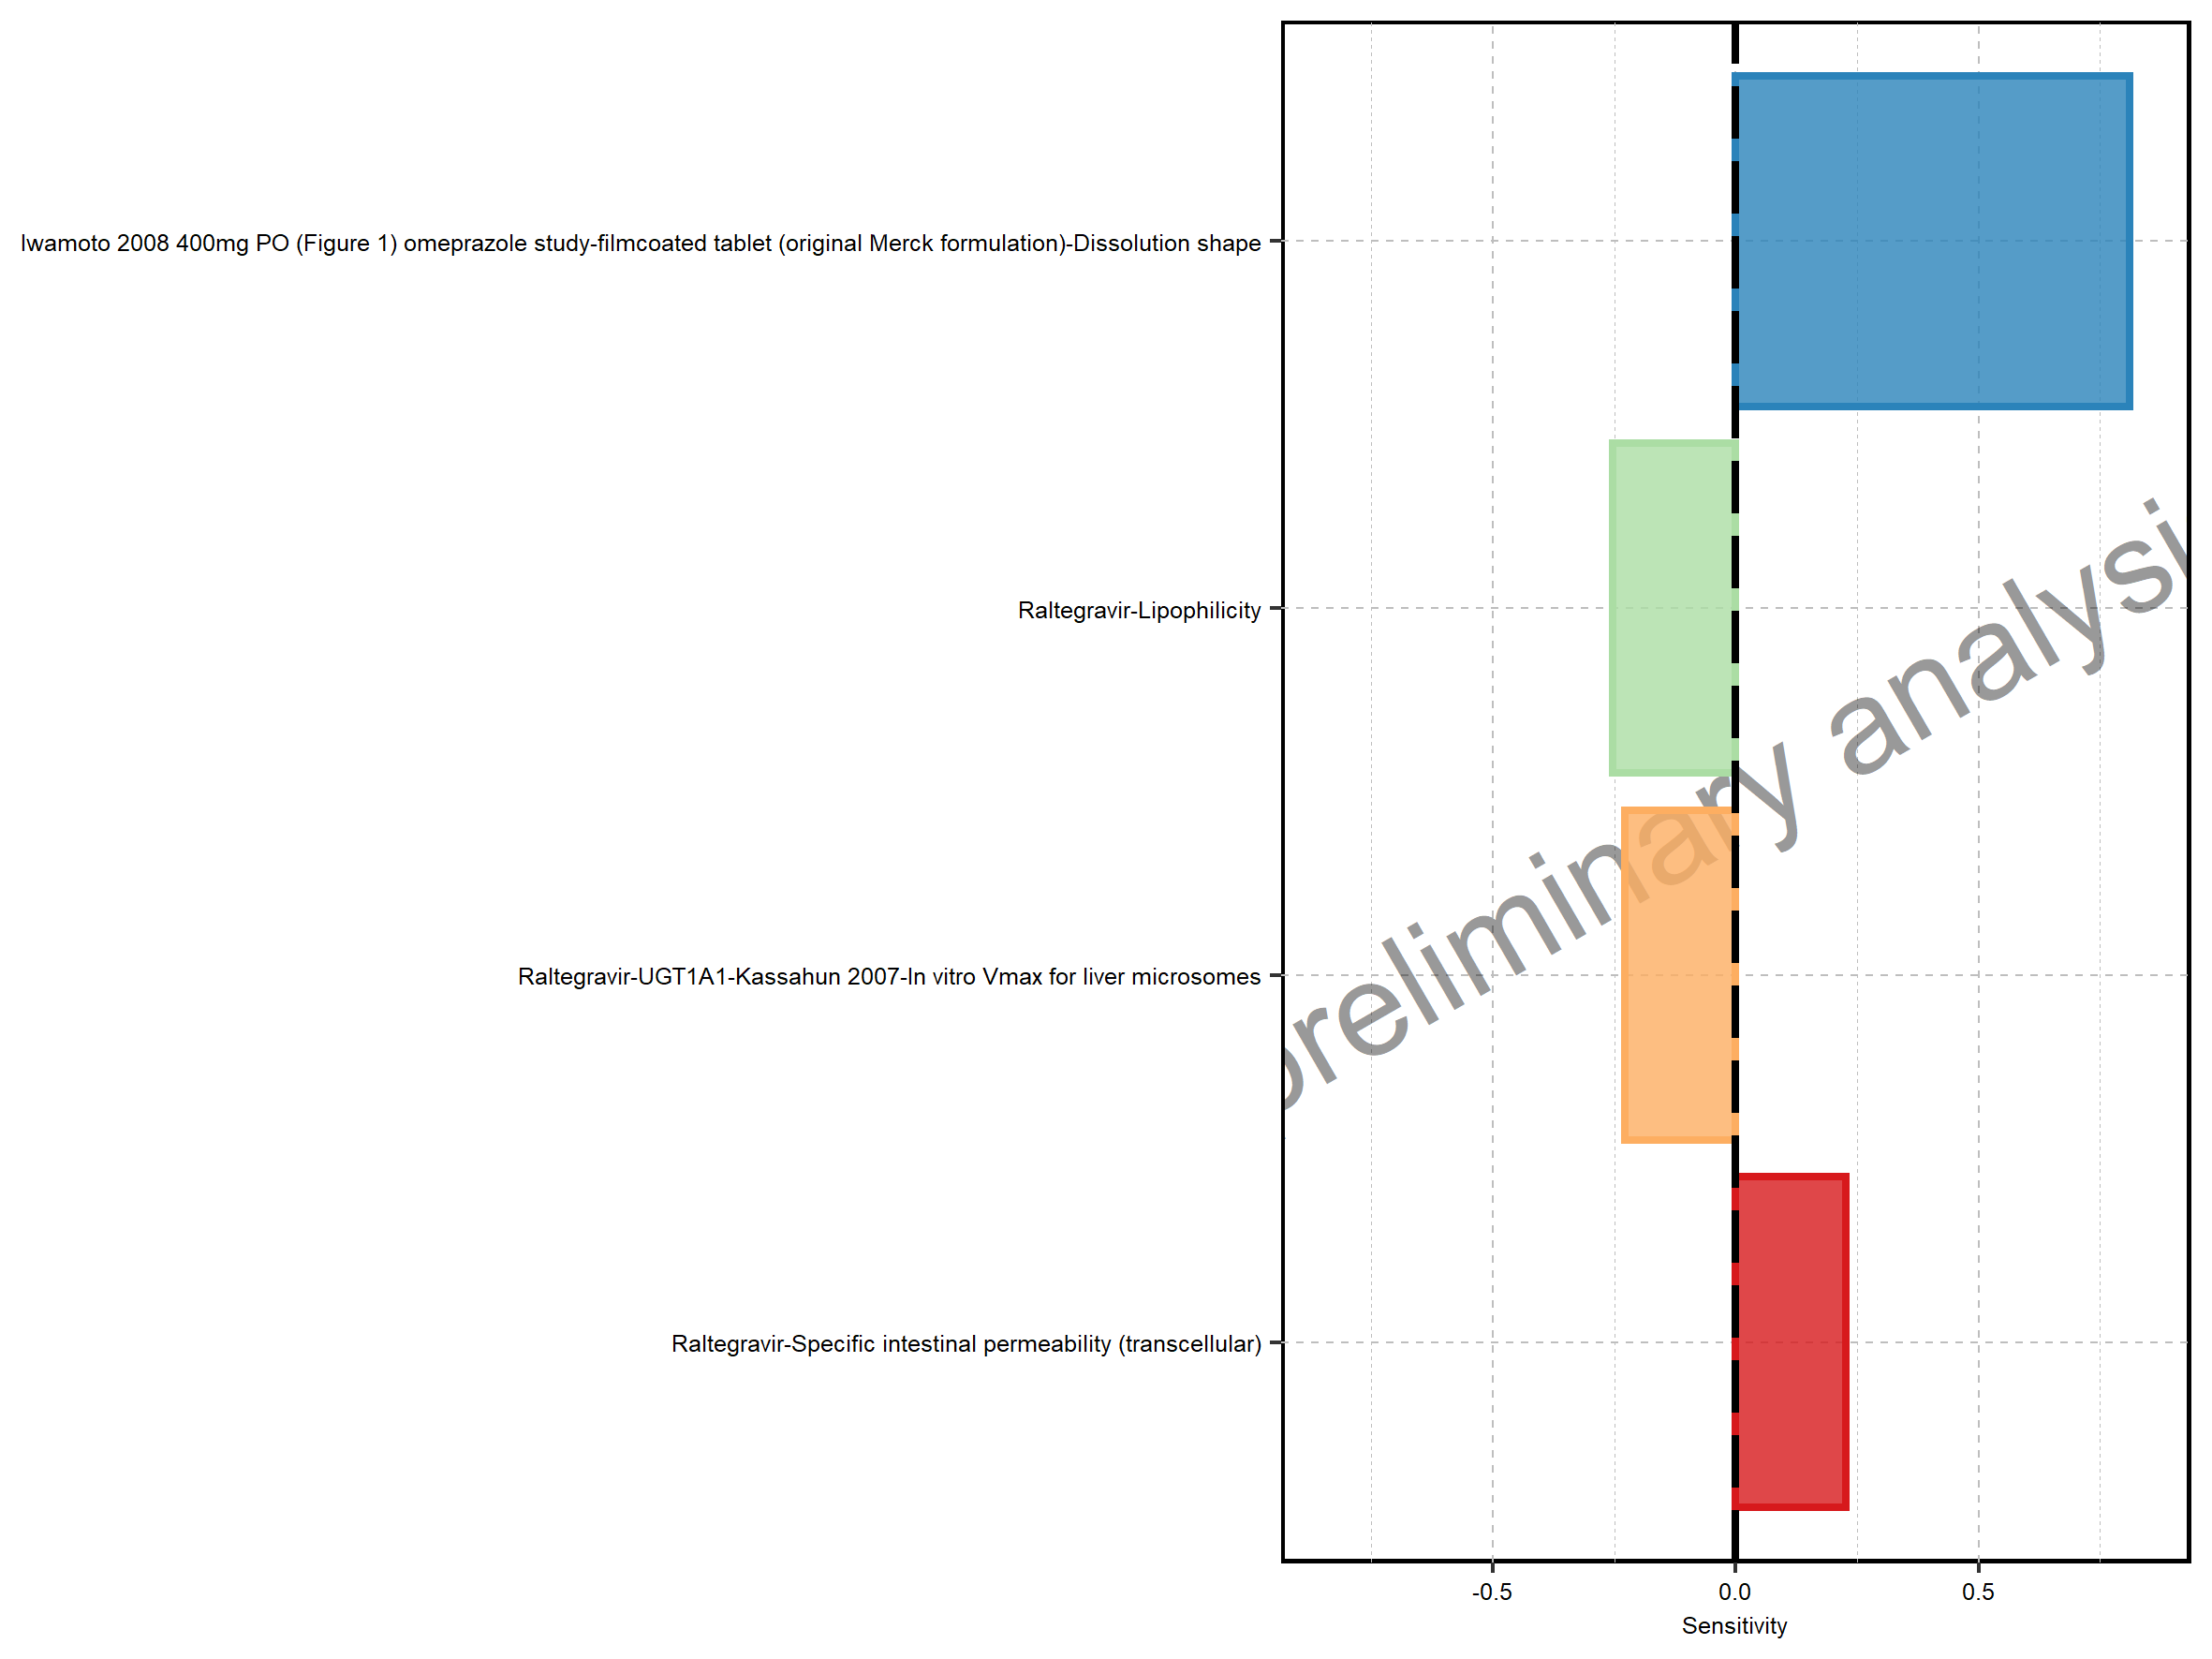 Iwamoto 2008 400mg PO (Figure 1) omeprazole study-filmcoated tablet (original Merck formulation)-Dissolution shape
Raltegravir-Lipophilicity
Raltegravir-UGT1A1-Kassahun 2007-In vitro Vmax for liver microsomes
Raltegravir-Specific intestinal permeability (transcellular)
preliminary analysi
-0.5 0.0 0.5
Sensitivity